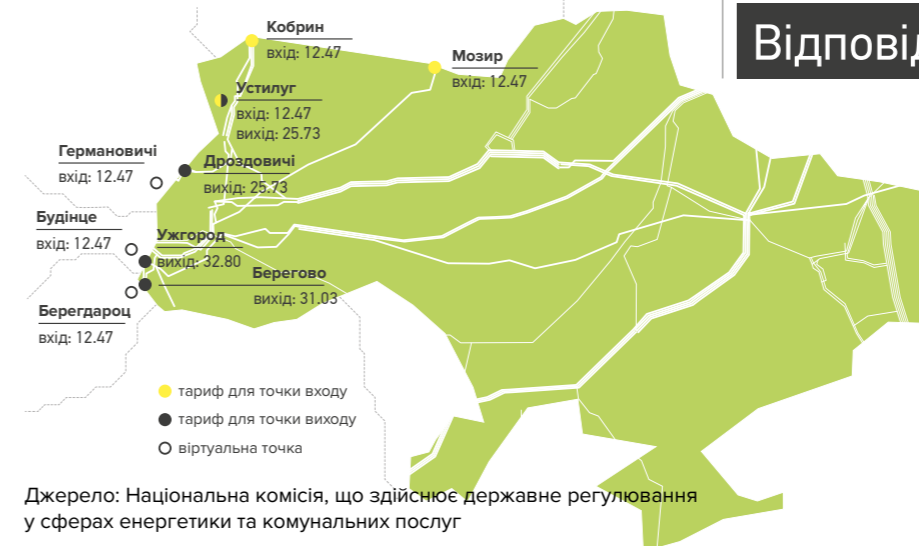 Відповід
Кобрин
вхід: 12.47
Мозир
вхід: 12.47
Устилуг
вхід: 12.47
вихід: 25.73
Германовичі
вхід: 12.47
Дроздовичі
вихід: 25.73
Будінце
вхід: 12.47
Ужгород
вихід: 32.80
Берегово
вихід: 31.03
Берегдароц
вхід: 12.47
тариф для точки входу
тариф для точки виходу
віртуальна точка
Джерело: Національна комісія, що здійснює державне регулювання
у сферах енергетики та комунальних послуг